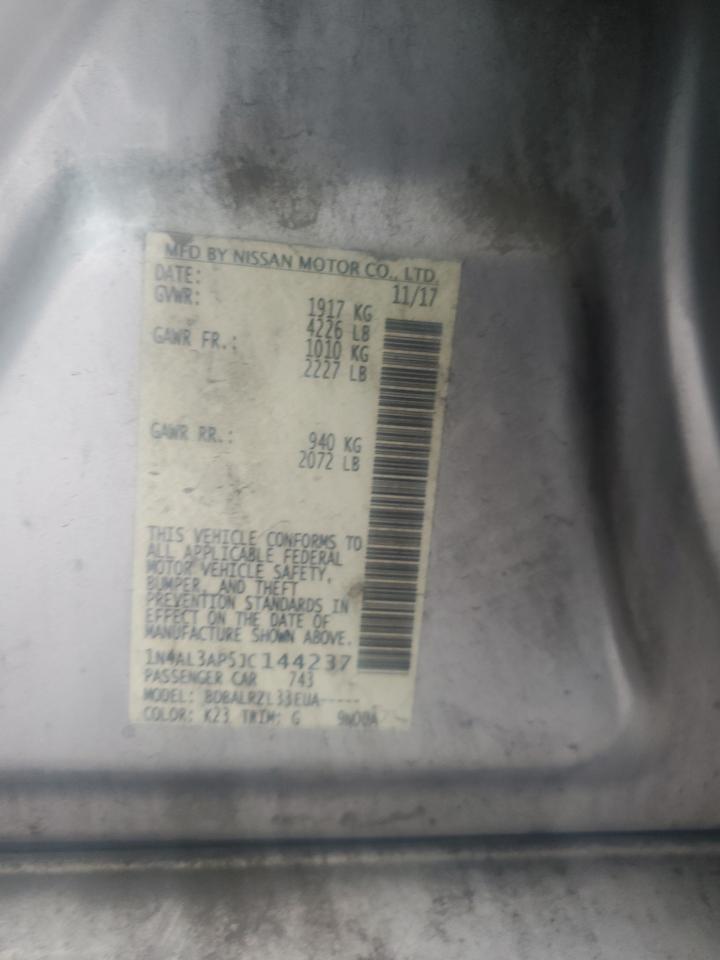 MFD BY NISSAN MOTOR CO., LTD.
DATE: 11/17
GVWR: 1917 KG
4226 LB
GAWR FR.: 1010 KG
2227 LB
GAWR RR.: 940 KG
2072 LB
THIS VEHICLE CONFORMS TO
ALL APPLICABLE FEDERAL
MOTOR VEHICLE SAFETY,
BUMPER, AND THEFT
PREVENTION STANDARDS IN
EFFECT ON THE DATE OF
MANUFACTURE SHOWN ABOVE.
1N4AL3AP5JC144237
PASSENGER CAR 743
MODEL: BDBALRZL33EUA-----
COLOR: K23 TRIM: G